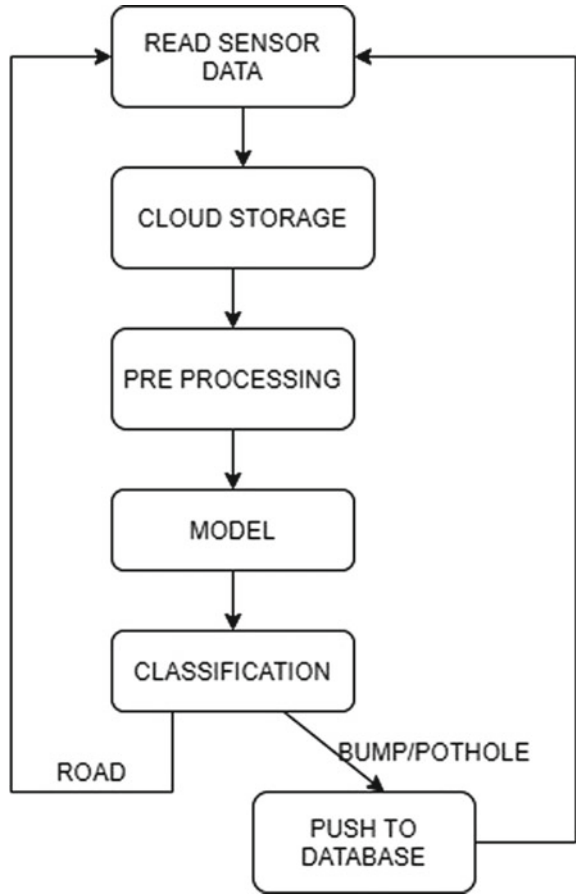 READ SENSOR
DATA
CLOUD STORAGE
PRE PROCESSING
MODEL
CLASSIFICATION
BUMP/POTHOLE
ROAD
PUSH TO
DATABASE